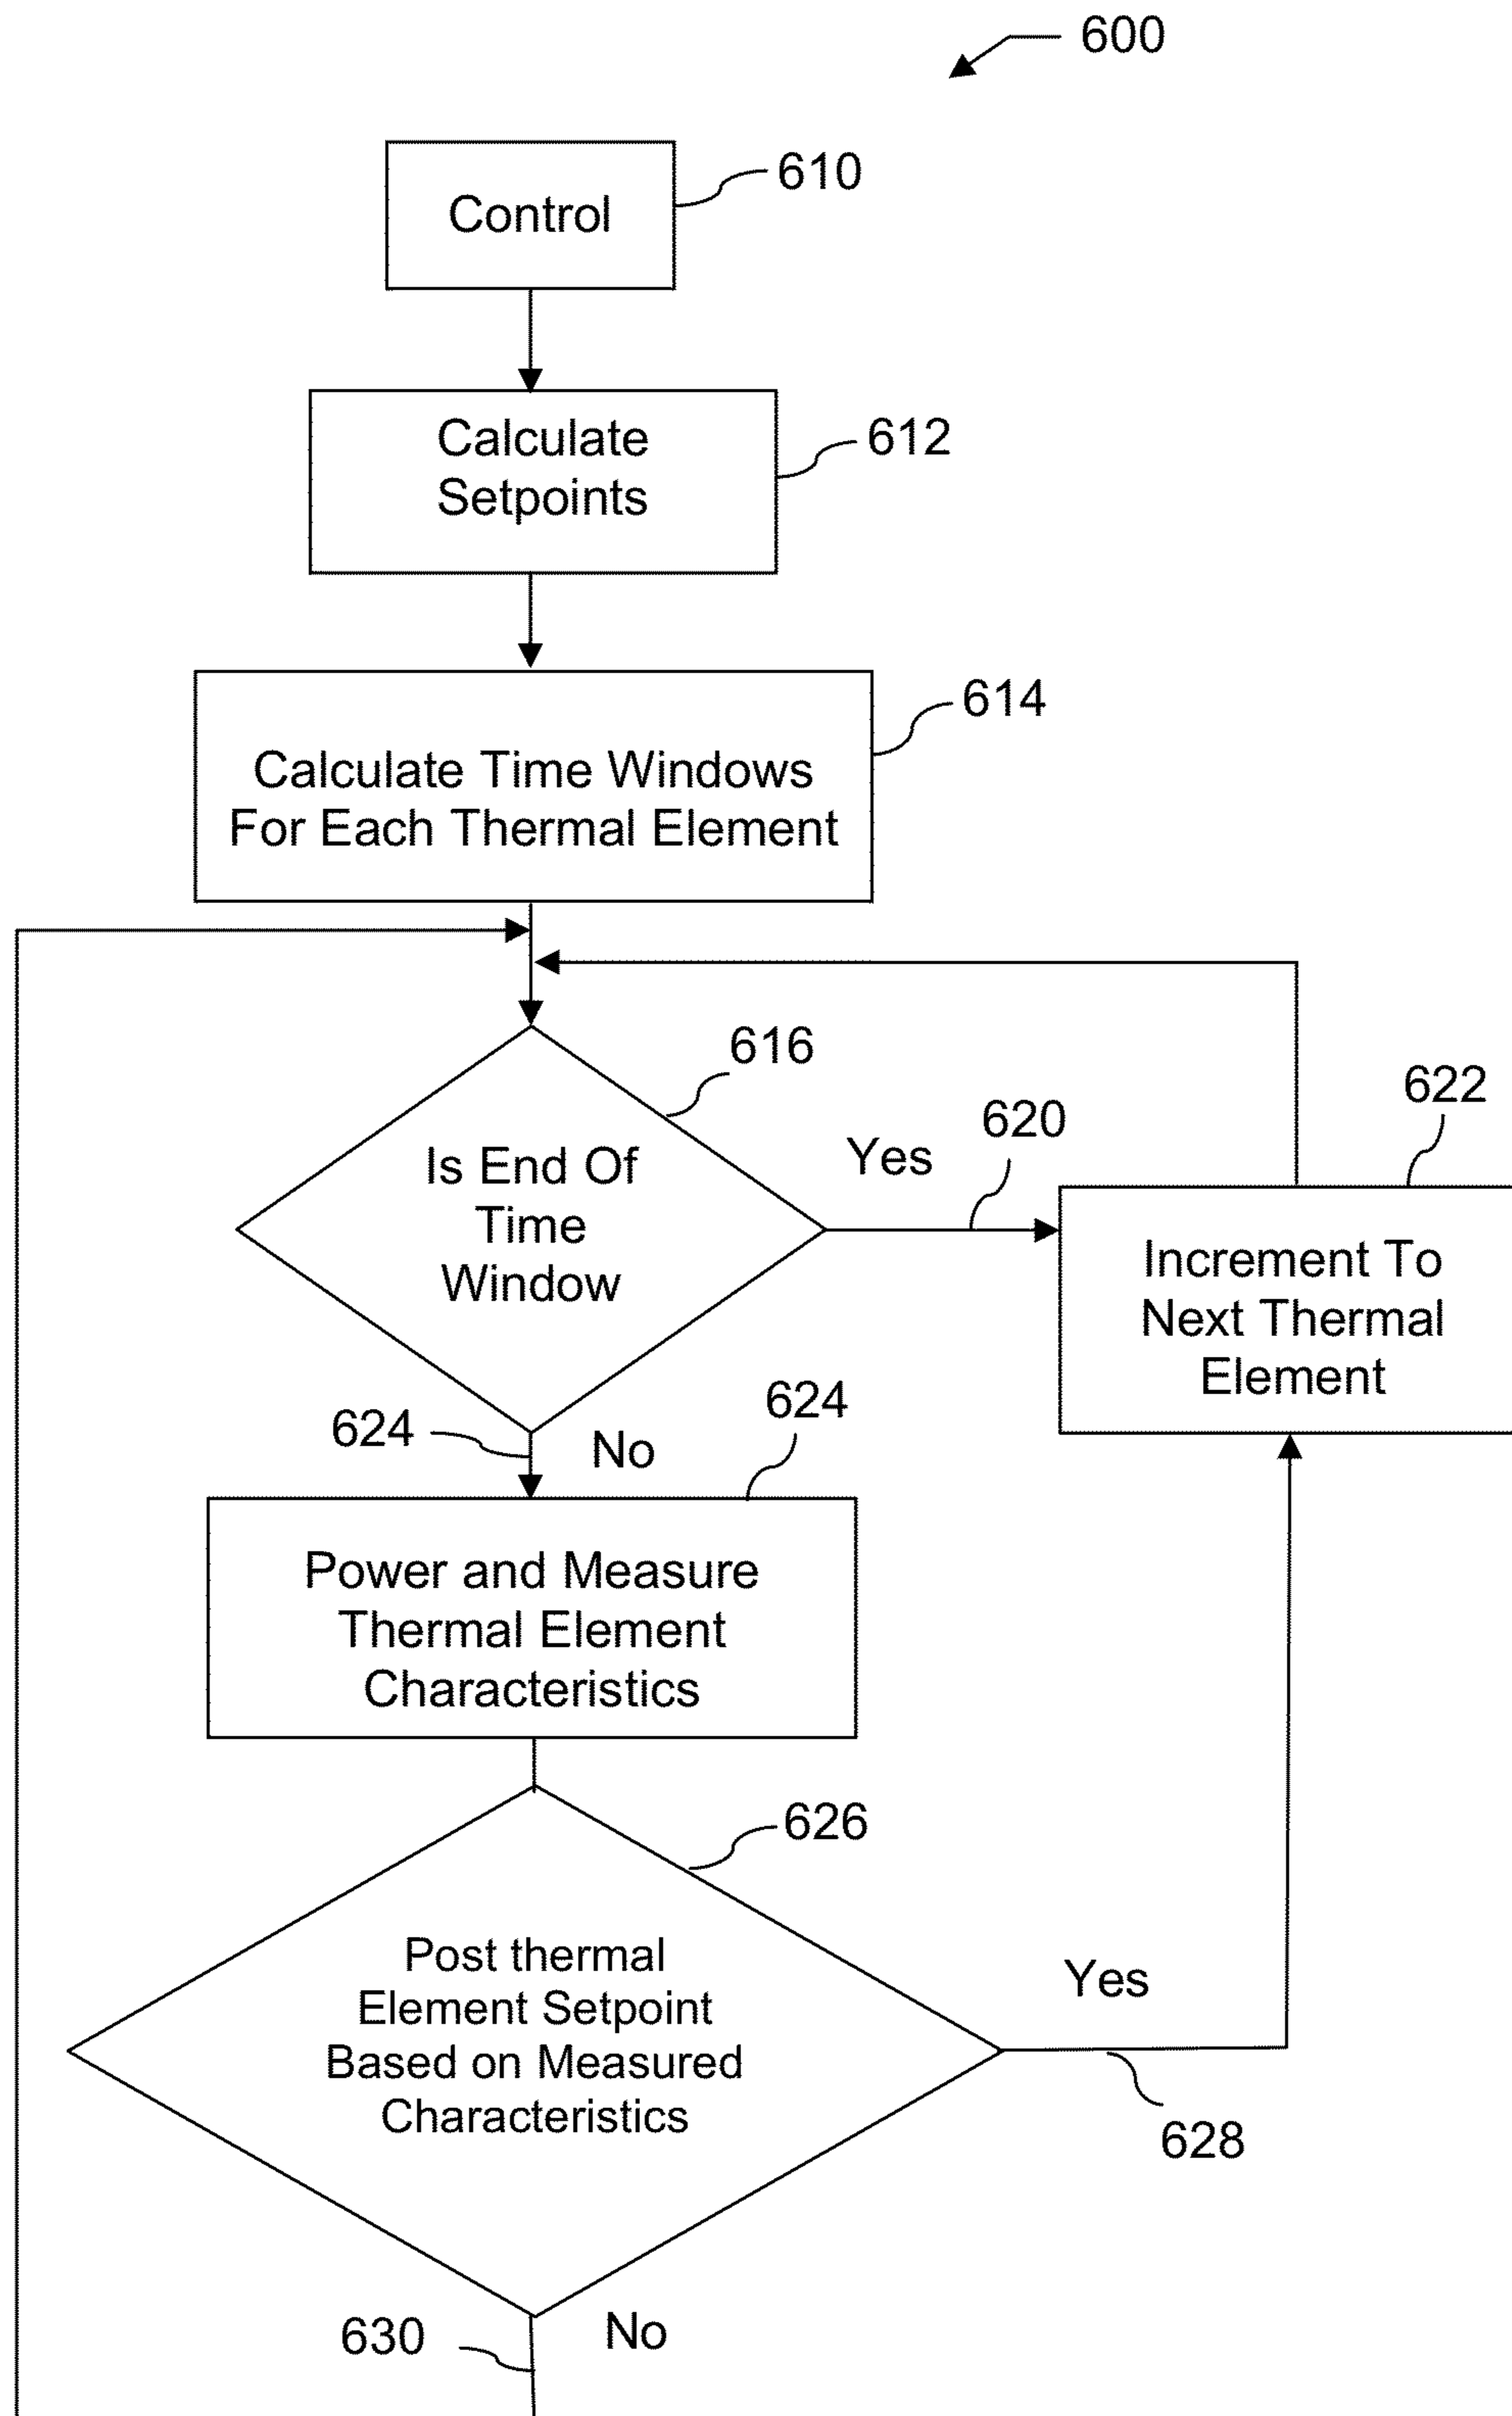 600
Control
610
Calculate
Setpoints
612
614
Calculate Time Windows
For Each Thermal Element
616
Is End Of
Time
Window
Yes
620
622
Increment To
Next Thermal
Element
624
No
624
Power and Measure
Thermal Element
Characteristics
626
Post thermal
Element Setpoint
Based on Measured
Characteristics
Yes
628
630
No